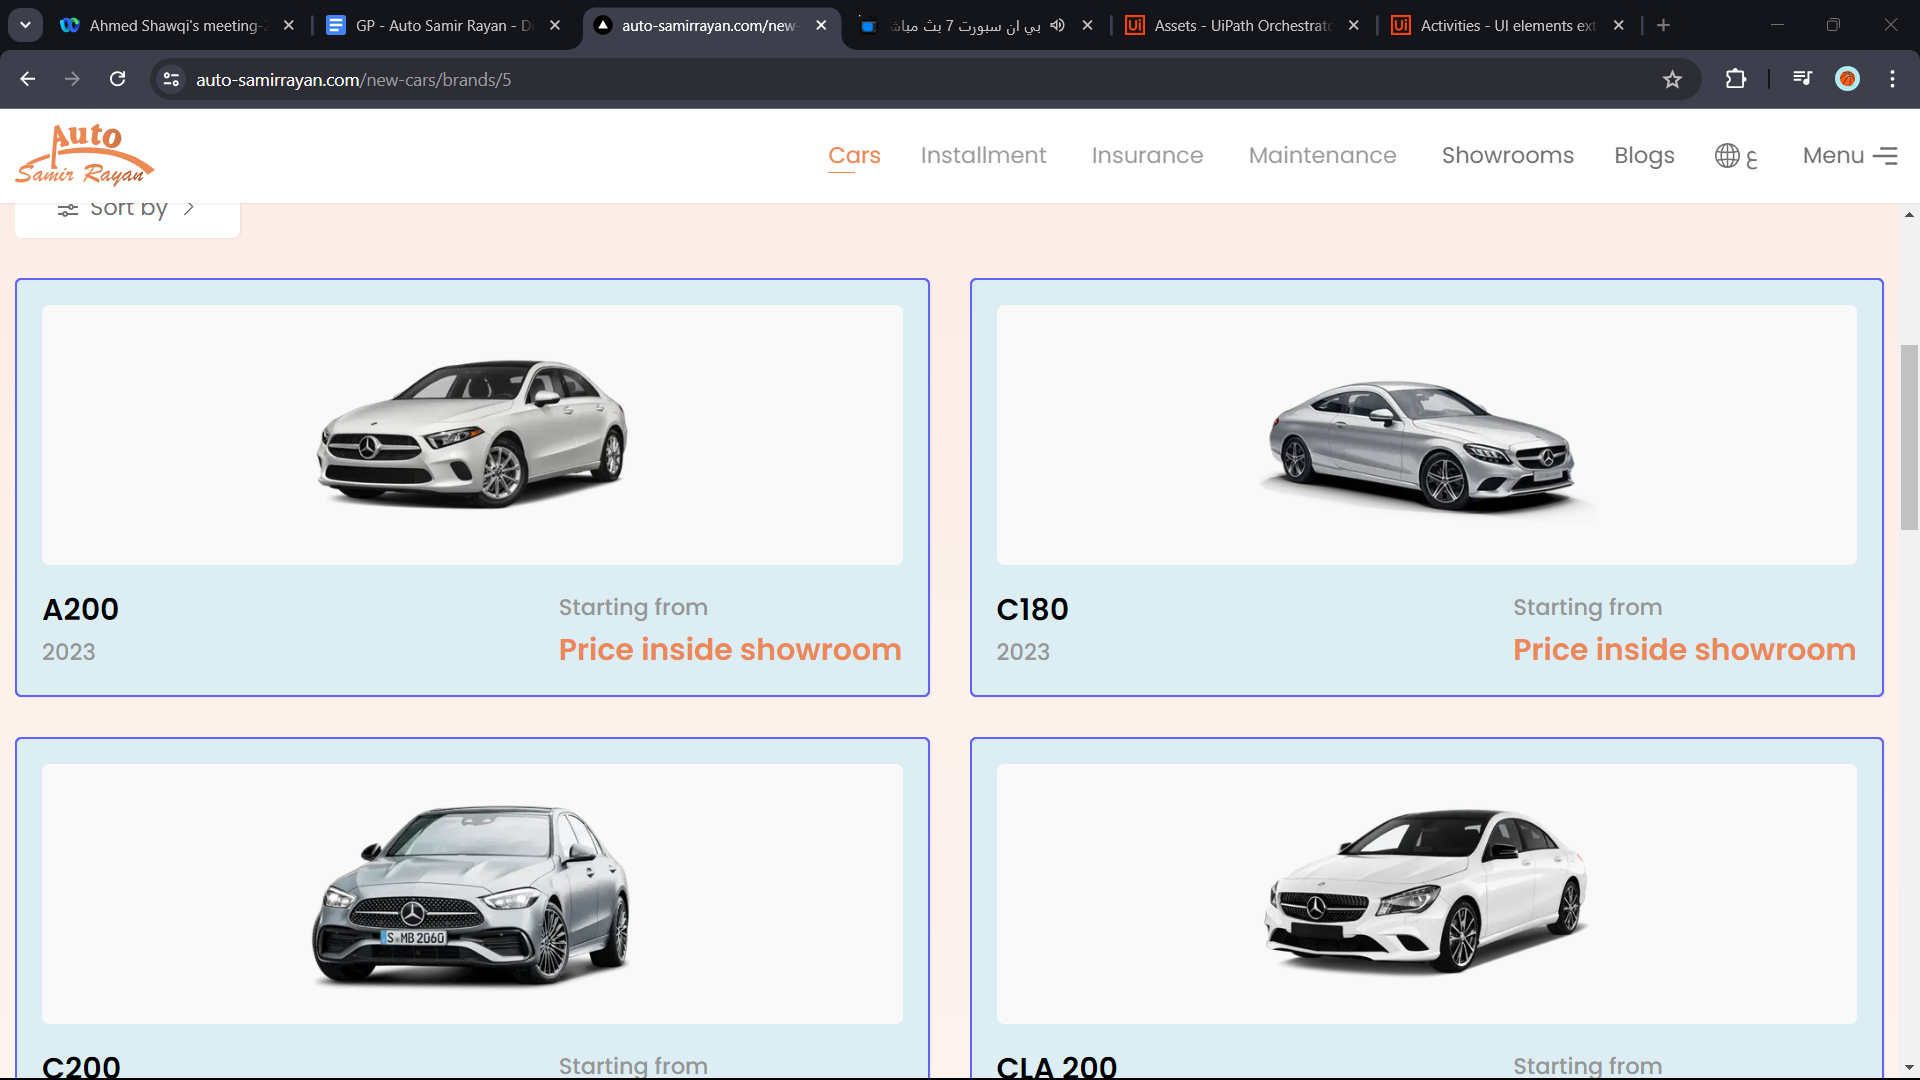 Ahmed Shawqi's meeting-
GP - Auto Samir Rayan - D
auto-samirrayan.com/new-
بي ان سبورت 7 بث مباش
Assets - UiPath Orchestrato
Activities - UI elements ext
auto-samirrayan.com/new-cars/brands/5
Auto
Samir Rayan
Cars
Installment
Insurance
Maintenance
Showrooms
Blogs
ع
Menu
Sort by
A200
Starting from
2023
Price inside showroom
C180
Starting from
2023
Price inside showroom
S MB 2060
C200
Starting from
CLA 200
Starting from